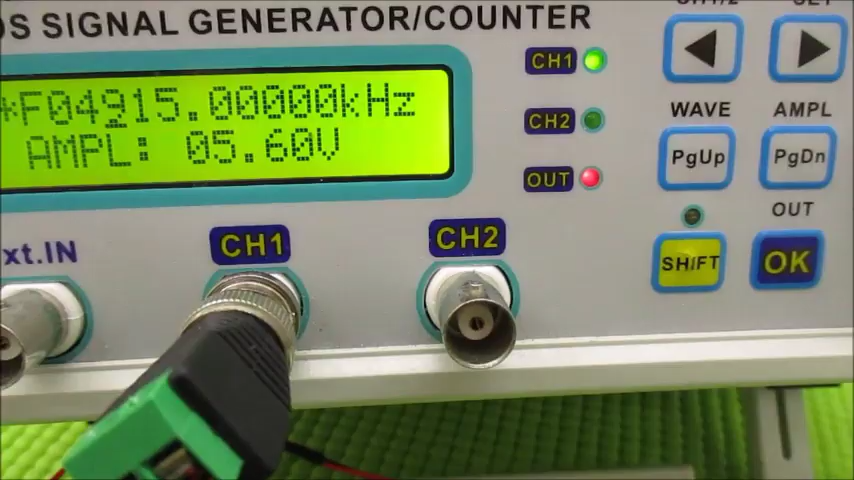 OS SIGNAL GENERATOR/COUNTER
*F04915.00000kHz
AMPL: 05.60V
CH1
CH2
OUT
WAVE
AMPL
PgUp
PgDn
OUT
SHIFT
OK
xt.IN
CH1
CH2